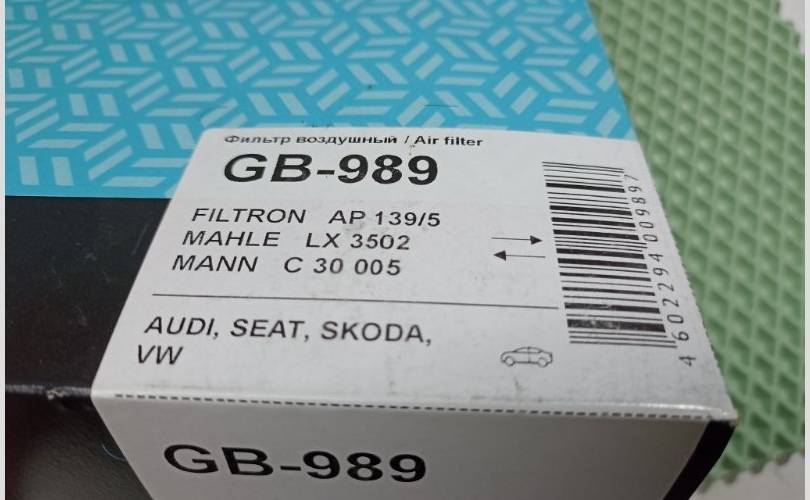 Фильтр воздушный / Air filter
GB-989
FILTRON AP 139/5
MAHLE LX 3502
MANN C 30 005
AUDI, SEAT, SKODA,
VW
4 602294 009897
GB-989